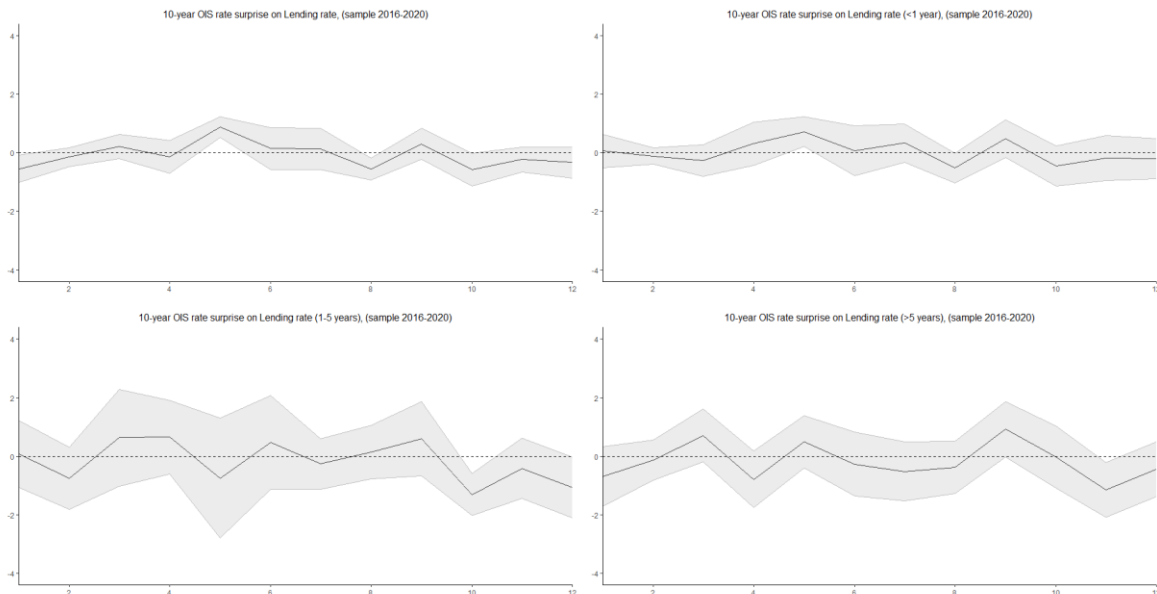 10-year OIS rate surprise on Lending rate, (sample 2016-2020)
4
2
0
-2
-4
2 4 6 8 10 12
10-year OIS rate surprise on Lending rate (<1 year), (sample 2016-2020)
4
2
0
-2
-4
2 4 6 8 10 12
10-year OIS rate surprise on Lending rate (1-5 years), (sample 2016-2020)
4
2
0
-2
-4
2 4 6 8 10 12
10-year OIS rate surprise on Lending rate (>5 years), (sample 2016-2020)
4
2
0
-2
-4
2 4 6 8 10 12